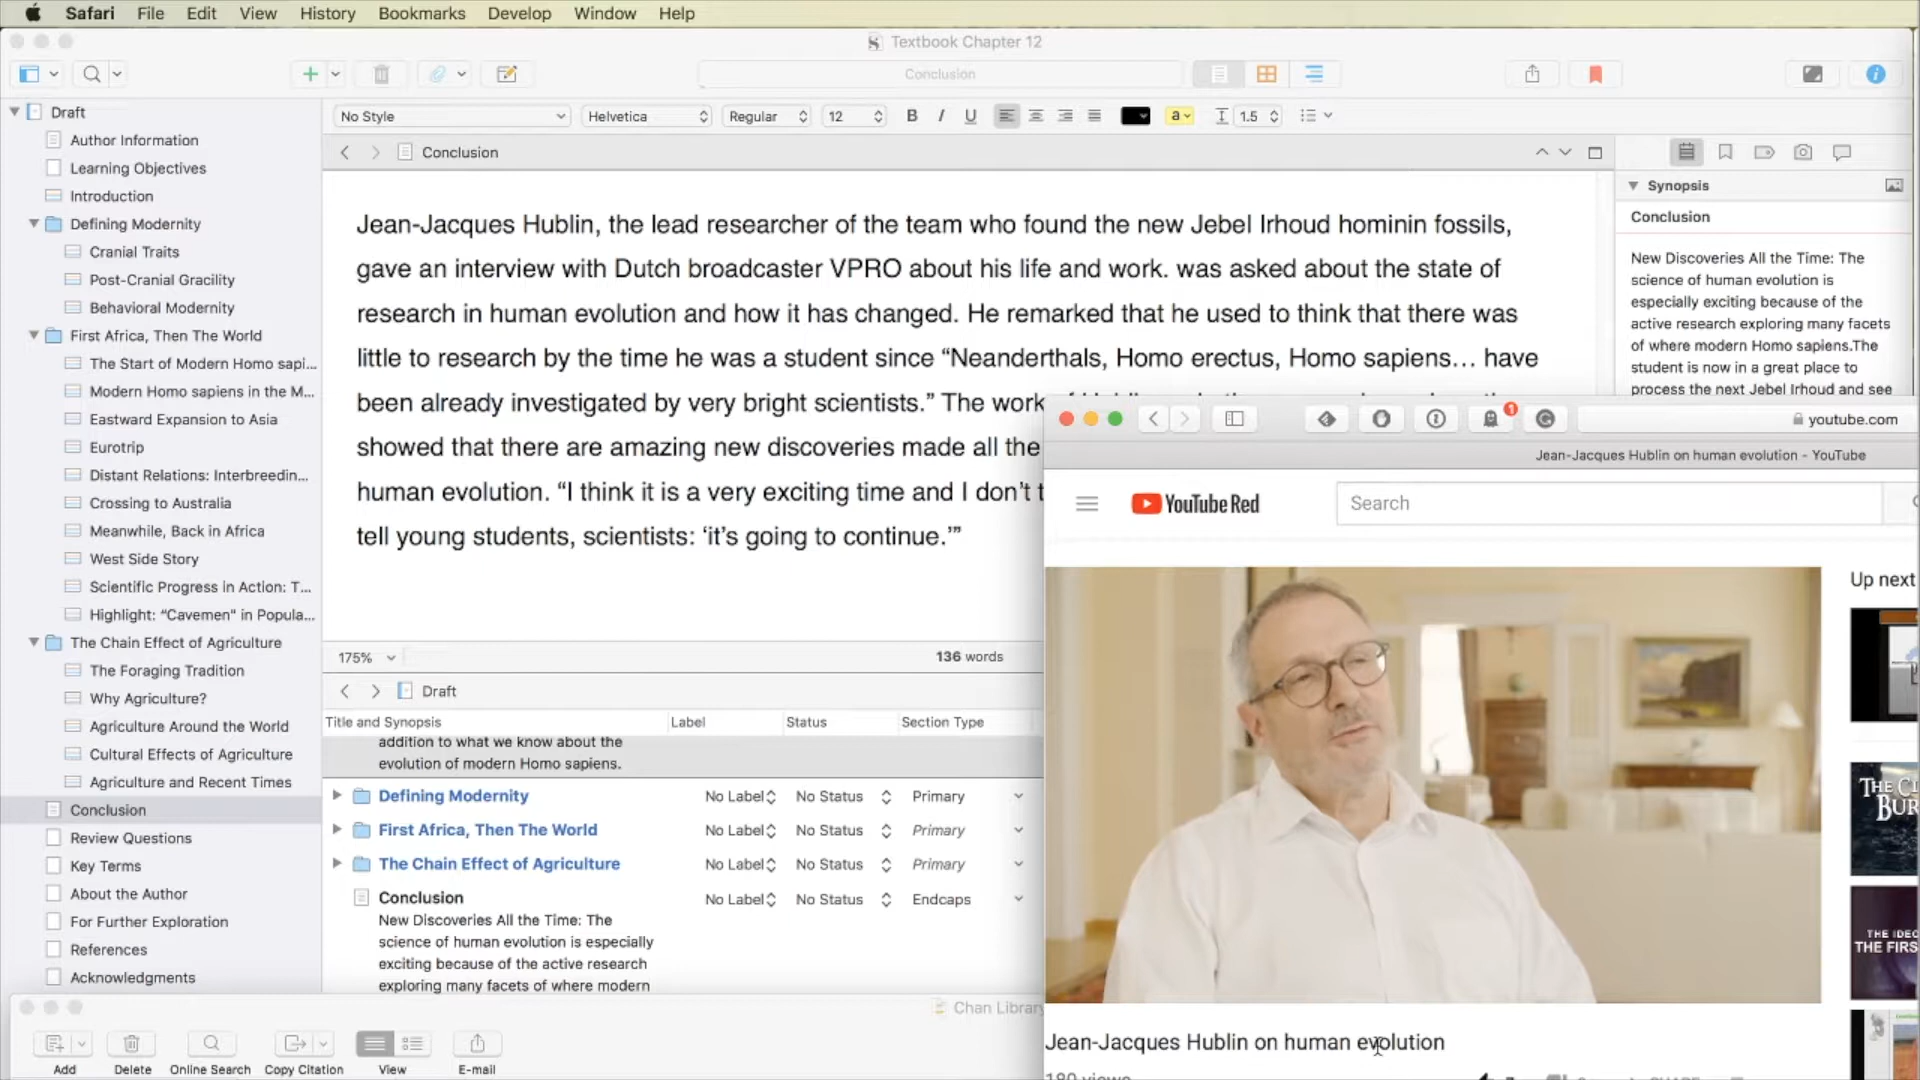 Safari File Edit View History Bookmarks Develop Window Help
Textbook Chapter 12
Conclusion
Draft
Author Information
Learning Objectives
Introduction
Defining Modernity
Cranial Traits
Post-Cranial Gracility
Behavioral Modernity
First Africa, Then The World
The Start of Modern Homo sapi...
Modern Homo sapiens in the M...
Eastward Expansion to Asia
Eurotrip
Distant Relations: Interbreedin...
Crossing to Australia
Meanwhile, Back in Africa
West Side Story
Scientific Progress in Action: T...
Highlight: “Cavemen” in Popula...
The Chain Effect of Agriculture
The Foraging Tradition
Why Agriculture?
Agriculture Around the World
Cultural Effects of Agriculture
Agriculture and Recent Times
Conclusion
Review Questions
Key Terms
About the Author
For Further Exploration
References
Acknowledgments
No Style Helvetica Regular 12 B I U a 1.5
Conclusion
Jean-Jacques Hublin, the lead researcher of the team who found the new Jebel Irhoud hominin fossils,
gave an interview with Dutch broadcaster VPRO about his life and work. was asked about the state of
research in human evolution and how it has changed. He remarked that he used to think that there was
little to research by the time he was a student since “Neanderthals, Homo erectus, Homo sapiens… have
been already investigated by very bright scientists.” The work
showed that there are amazing new discoveries made all the
human evolution. “I think it is a very exciting time and I don’t
tell young students, scientists: ‘it’s going to continue.’”
175% 136 words
Draft
Title and Synopsis Label Status Section Type
addition to what we know about the
evolution of modern Homo sapiens.
Defining Modernity No Label No Status Primary
First Africa, Then The World No Label No Status Primary
The Chain Effect of Agriculture No Label No Status Primary
Conclusion No Label No Status Endcaps
New Discoveries All the Time: The
science of human evolution is especially
exciting because of the active research
exploring many facets of where modern
Synopsis
Conclusion
New Discoveries All the Time: The
science of human evolution is
especially exciting because of the
active research exploring many facets
of where modern Homo sapiens.The
student is now in a great place to
process the next Jebel Irhoud and see
1
youtube.com
Jean-Jacques Hublin on human evolution - YouTube
YouTube Red
Search
Up next
THE
BUR
THE IDEO
THE FIRS
Jean-Jacques Hublin on human evolution
180 views
Chan Library
Add Delete Online Search Copy Citation View E-mail